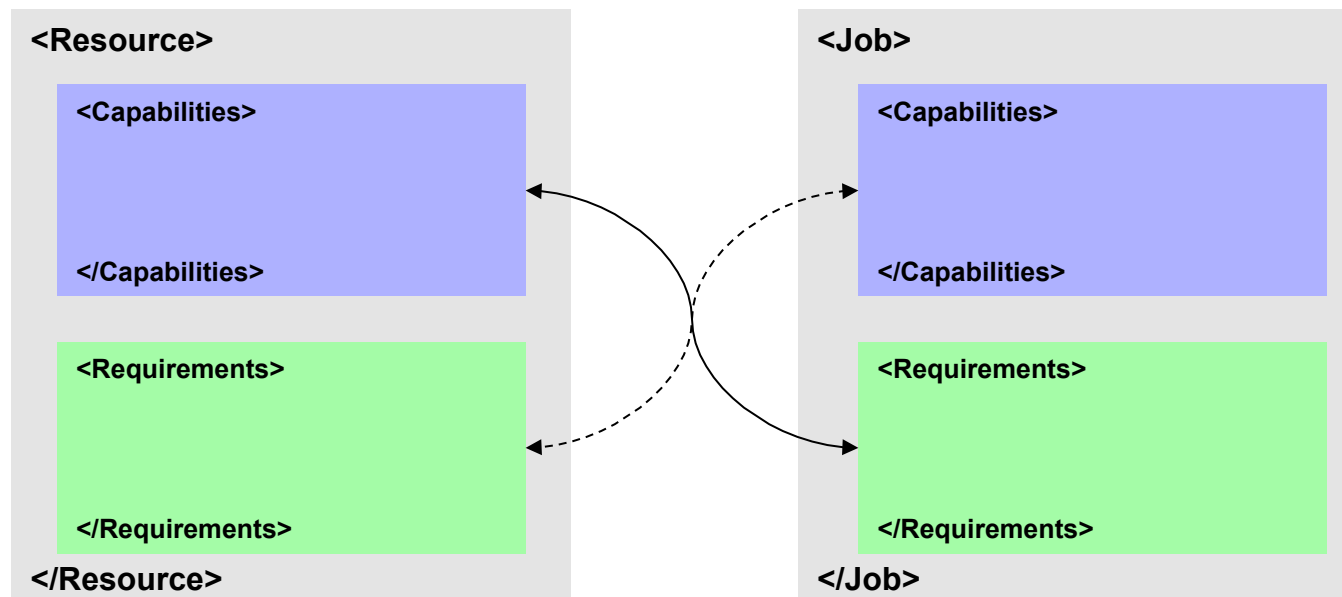 <Resource>
<Capabilities>
</Capabilities>
<Requirements>
</Requirements>
</Resource>
<Job>
<Capabilities>
</Capabilities>
<Requirements>
</Requirements>
</Job>